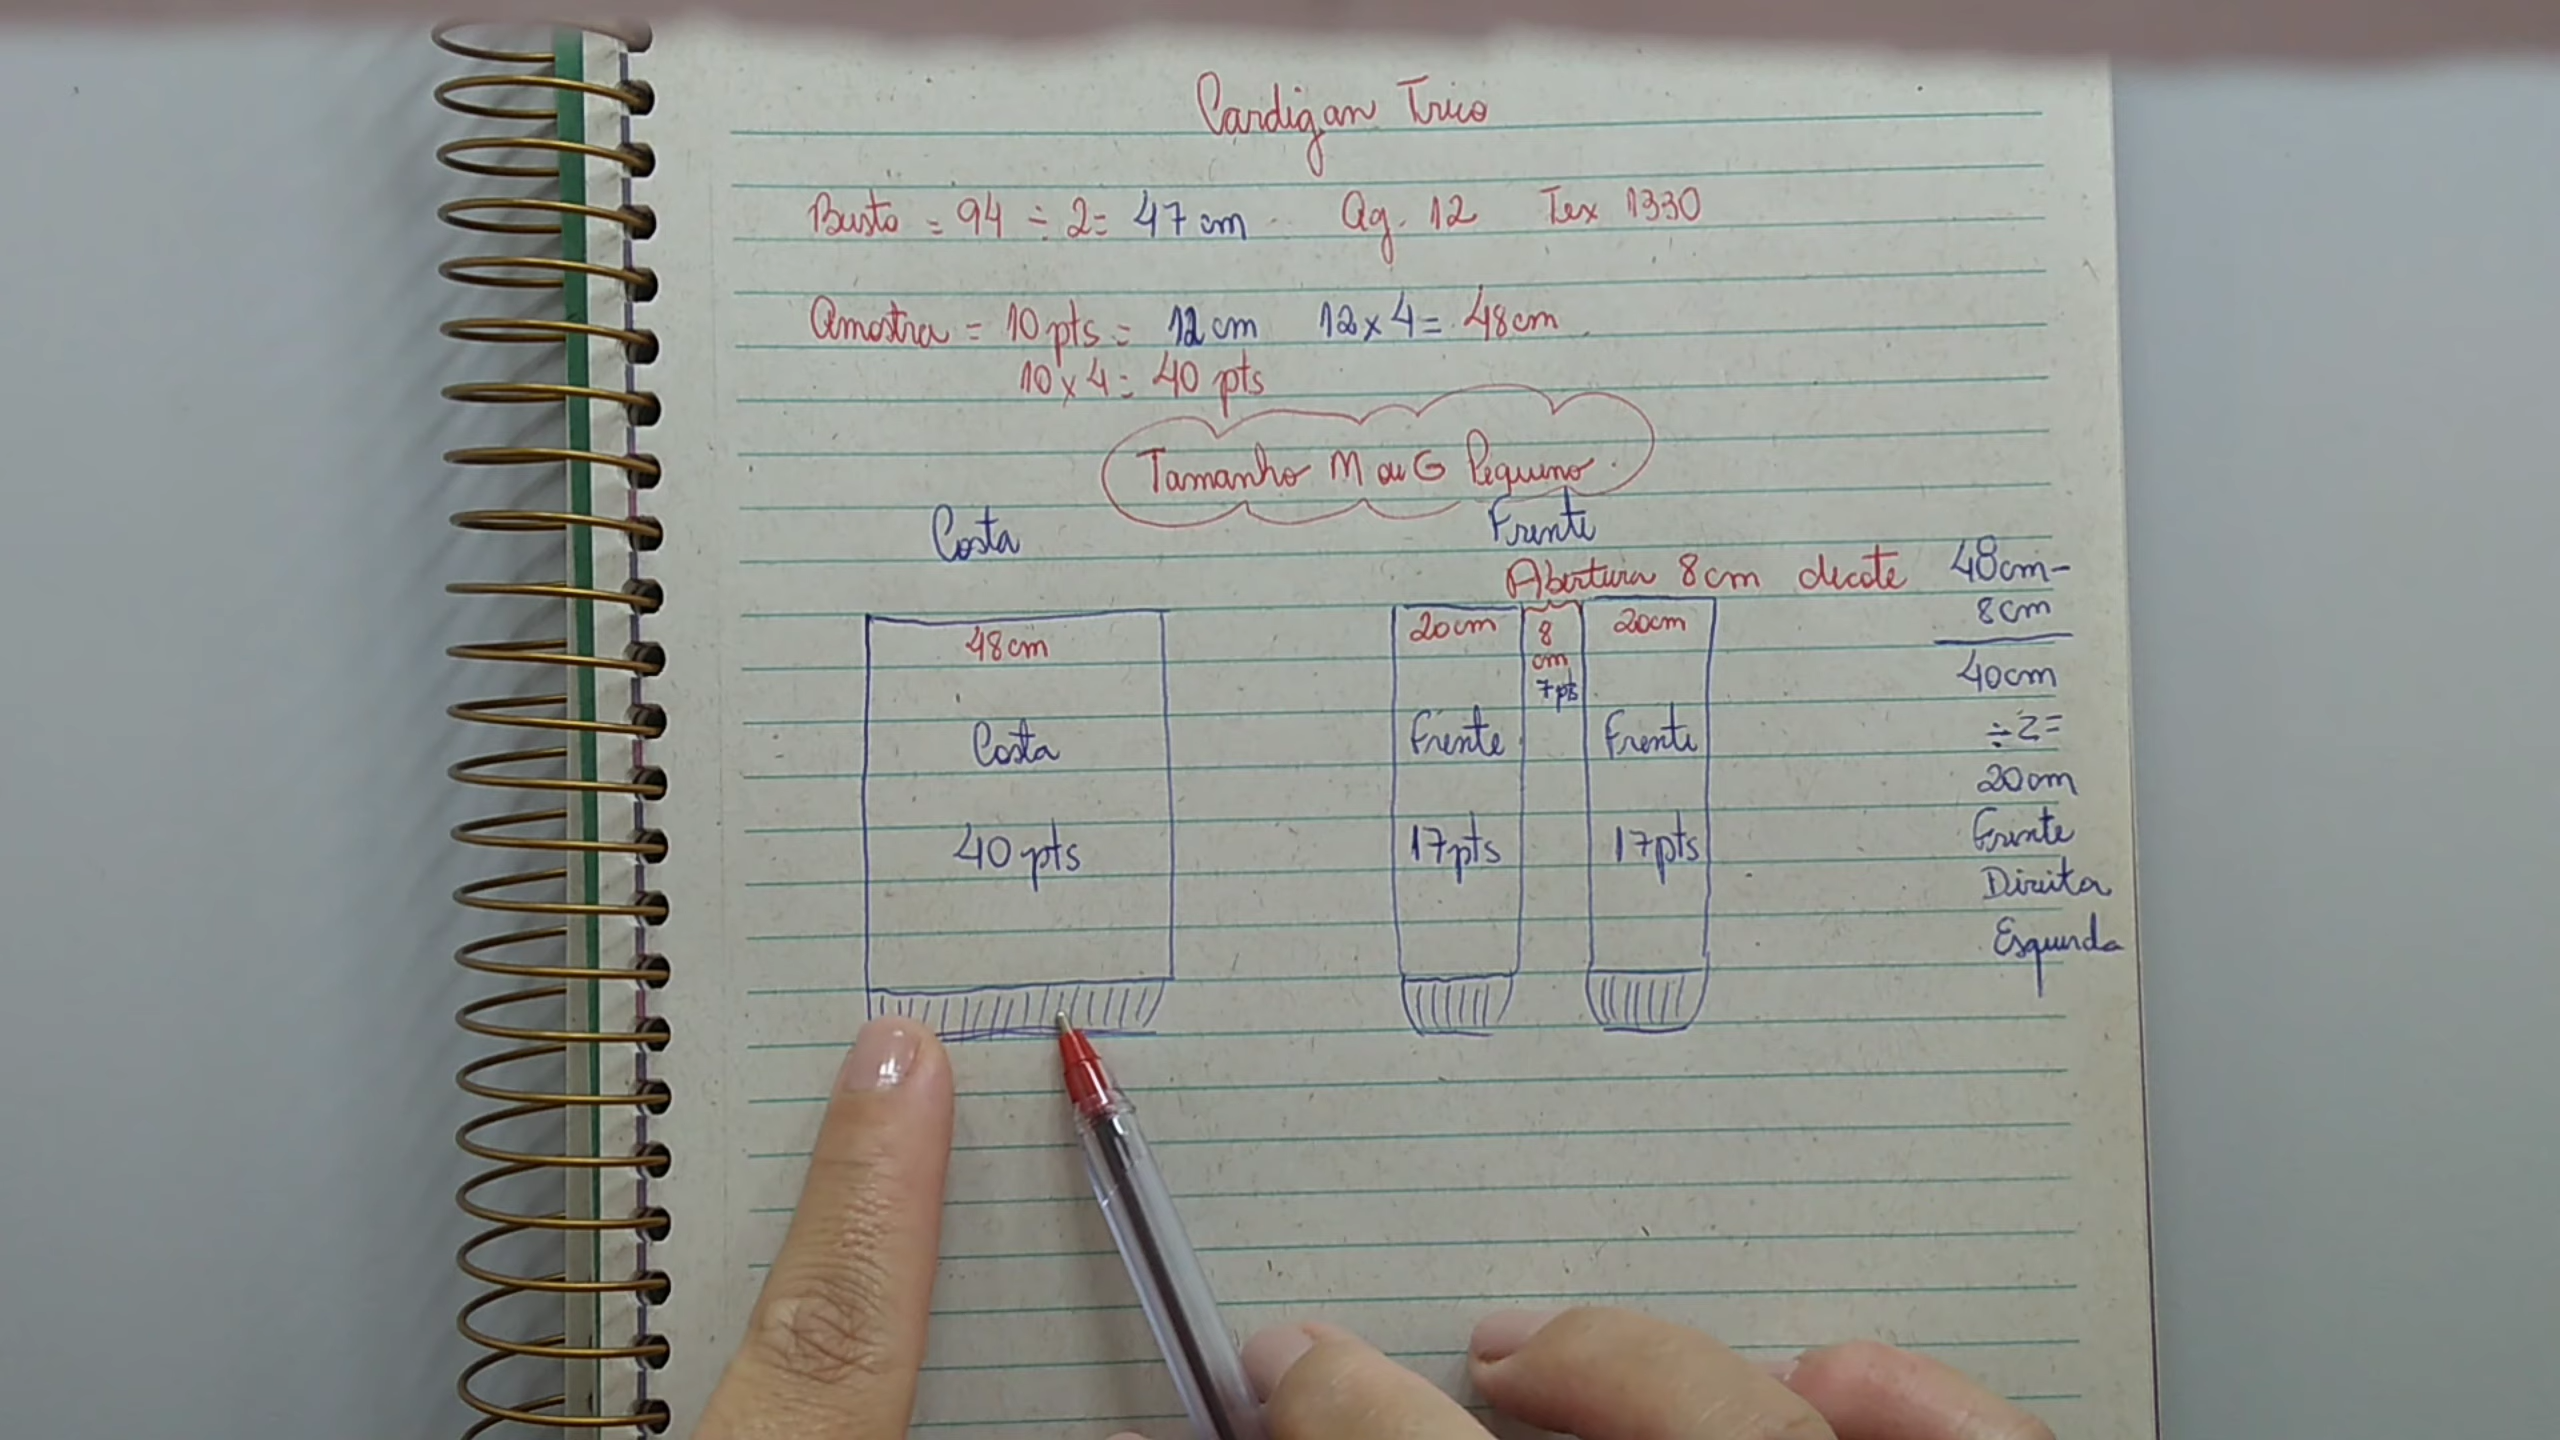 Cardigan Trico
Busto = 94 ÷ 2 = 47 cm Ag. 12 Tex 1330
Amostra = 10 pts = 12 cm 12 x 4 = 48 cm
10 x 4 = 40 pts
Tamanho M ou G Pequeno
Costa
Frente
Abertura 8 cm decote
48 cm
Costa
40 pts
20 cm 8 cm 7 pts 20 cm
Frente Frente
17 pts 17 pts
48 cm -
8 cm
40 cm
÷ 2 =
20 cm
Frente
Direita
Esquerda